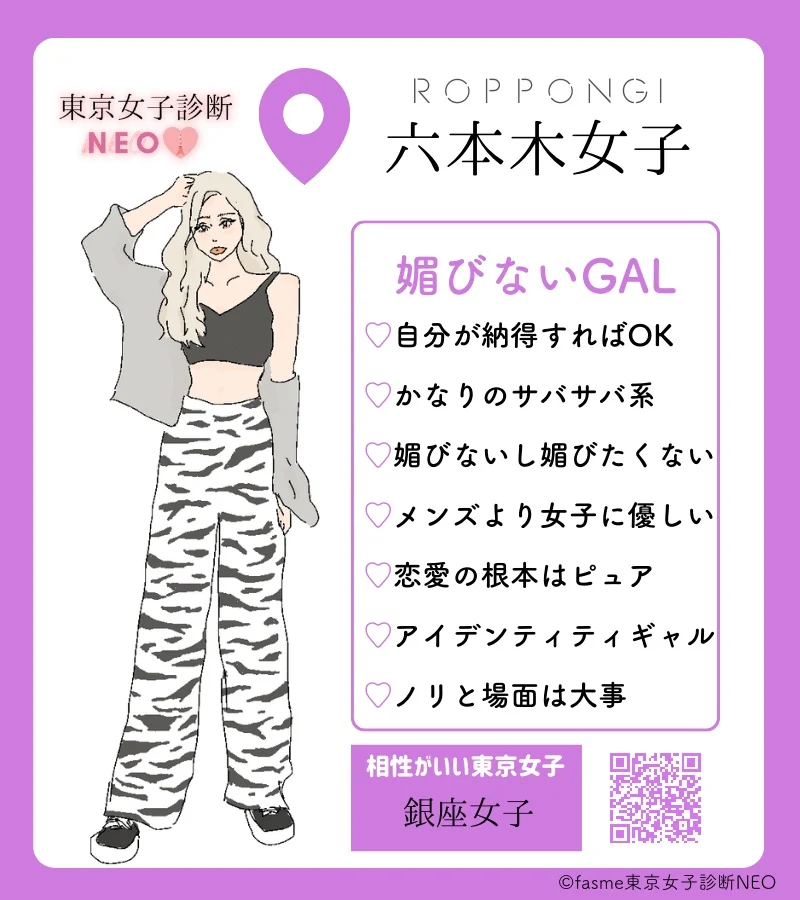 東京女子診断
NEO
ROPPONGI
六本木女子
媚びないGAL
♡自分が納得すればOK
♡かなりのサバサバ系
♡媚びないし媚びたくない
♡メンズより女子に優しい
♡恋愛の根本はピュア
♡アイデンティティギャル
♡ノリと場面は大事
相性がいい東京女子
銀座女子
©fasme東京女子診断NEO